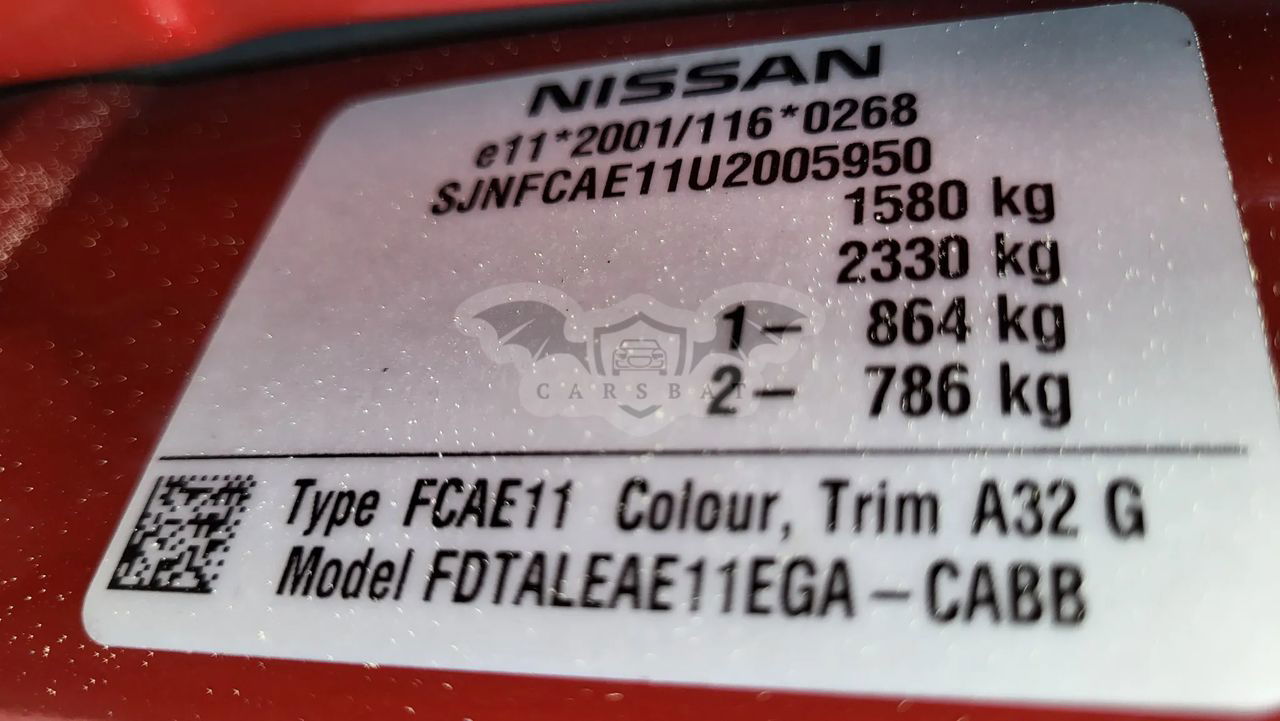 NISSAN
e11*2001/116*0268
SJNFCAE11U2005950
1580 kg
2330 kg
1- 864 kg
2- 786 kg
CARSBAT
Type FCAE11 Colour, Trim A32 G
Model FDTALEAE11EGA-CABB